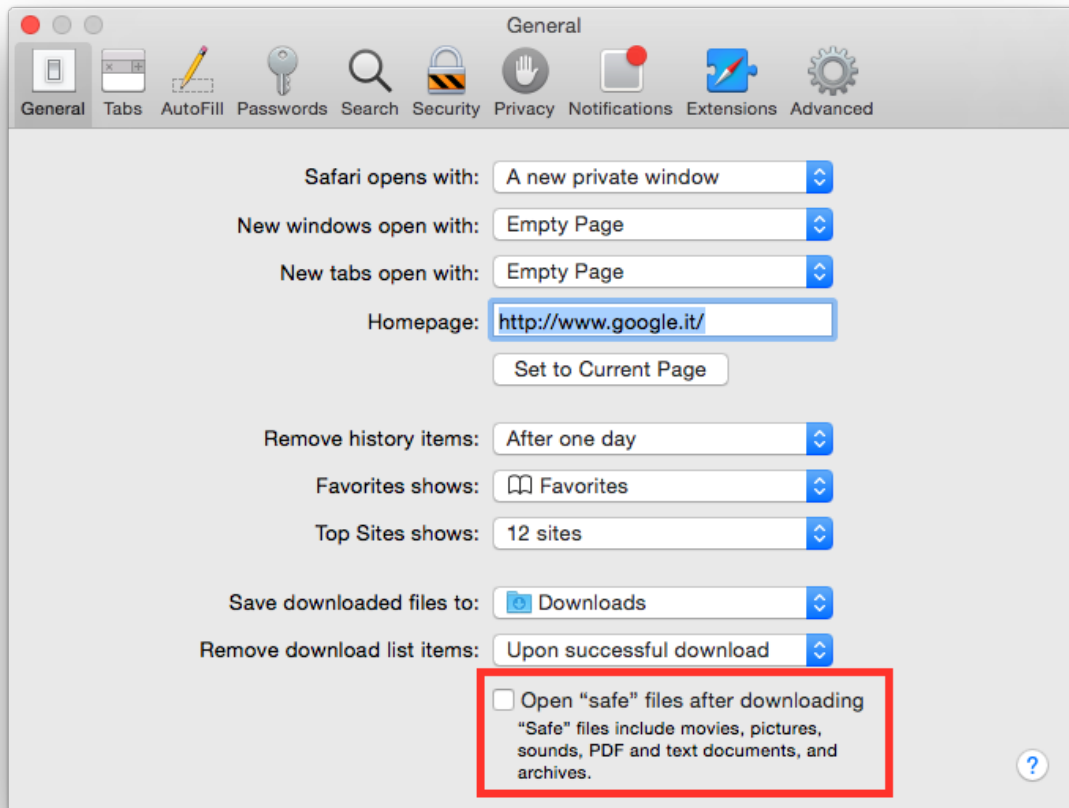 General
General Tabs AutoFill Passwords Search Security Privacy Notifications Extensions Advanced
Safari opens with: A new private window
New windows open with: Empty Page
New tabs open with: Empty Page
Homepage: http://www.google.it/
Set to Current Page
Remove history items: After one day
Favorites shows: Favorites
Top Sites shows: 12 sites
Save downloaded files to: Downloads
Remove download list items: Upon successful download
Open “safe” files after downloading
“Safe” files include movies, pictures,
sounds, PDF and text documents, and
archives.
?